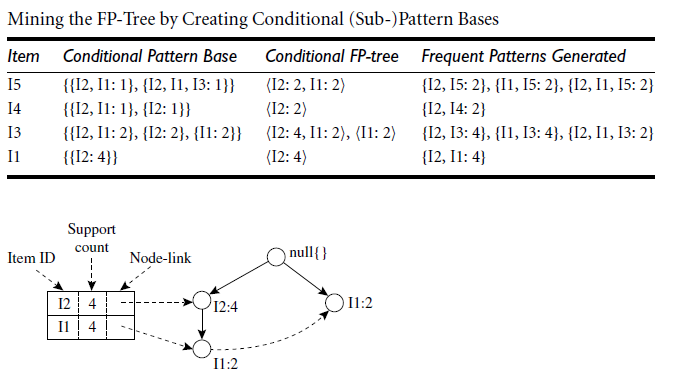 Mining the FP-Tree by Creating Conditional (Sub-)Pattern Bases
Item Conditional Pattern Base Conditional FP-tree Frequent Patterns Generated
I5 {{I2, I1: 1}, {I2, I1, I3: 1}} ⟨I2: 2, I1: 2⟩ {I2, I5: 2}, {I1, I5: 2}, {I2, I1, I5: 2}
I4 {{I2, I1: 1}, {I2: 1}} ⟨I2: 2⟩ {I2, I4: 2}
I3 {{I2, I1: 2}, {I2: 2}, {I1: 2}} ⟨I2: 4, I1: 2⟩, ⟨I1: 2⟩ {I2, I3: 4}, {I1, I3: 4}, {I2, I1, I3: 2}
I1 {{I2: 4}} ⟨I2: 4⟩ {I2, I1: 4}
Support
count
Item ID Node-link null{}
I2 4 I2:4 I1:2
I1 4
I1:2